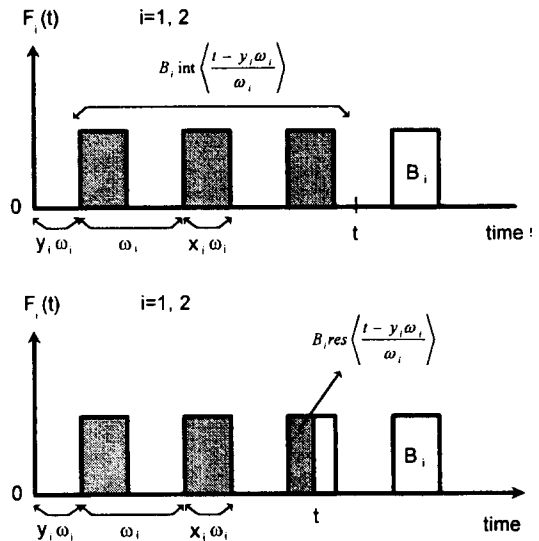 F_i(t) i=1, 2
B_i int ⟨(t - y_i ω_i)/ω_i⟩
0
B_i
y_i ω_i ω_i x_i ω_i t time
F_i(t) i=1, 2
B_i res ⟨(t - y_i ω_i)/ω_i⟩
0
B_i
y_i ω_i ω_i x_i ω_i t time